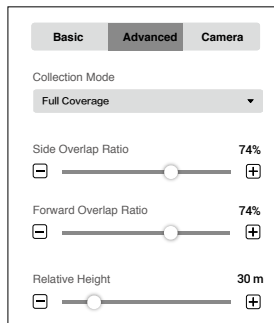 Basic Advanced Camera
Collection Mode
Full Coverage
Side Overlap Ratio 74%
Forward Overlap Ratio 74%
Relative Height 30 m